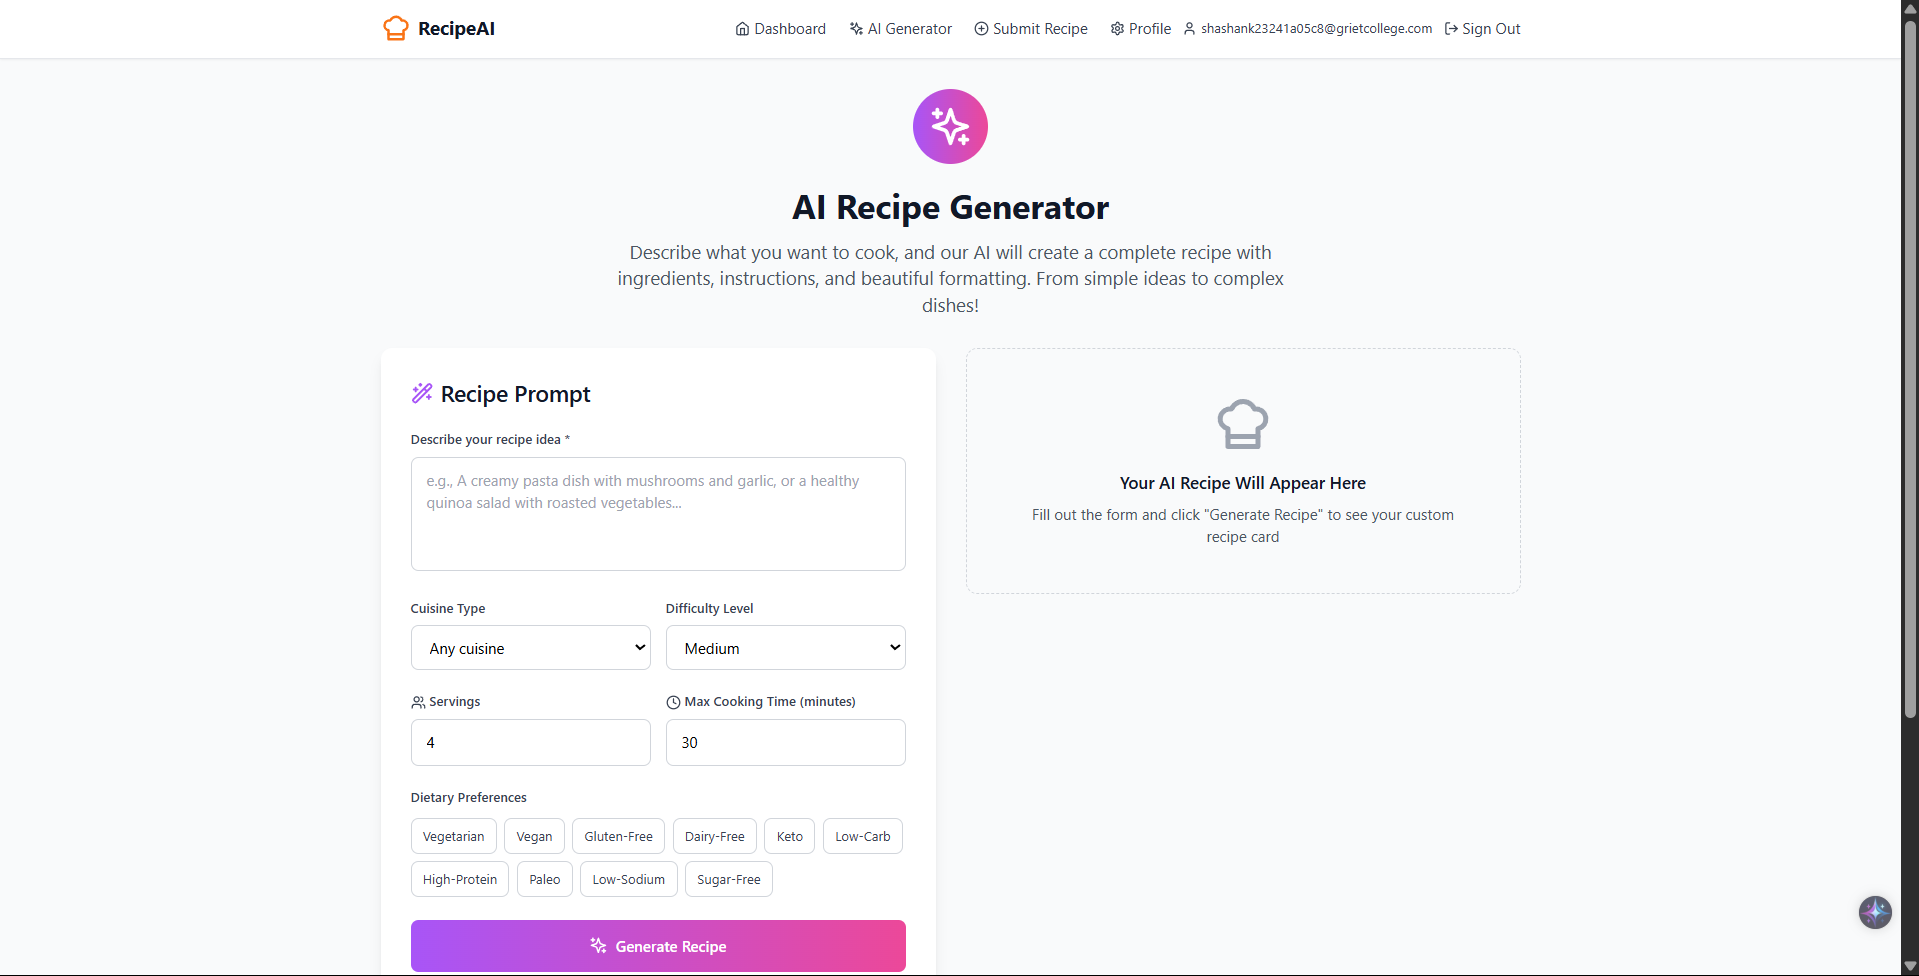 RecipeAI
Dashboard
AI Generator
Submit Recipe
Profile
shashank23241a05c8@grietcollege.com
Sign Out
AI Recipe Generator
Describe what you want to cook, and our AI will create a complete recipe with
ingredients, instructions, and beautiful formatting. From simple ideas to complex
dishes!
Recipe Prompt
Describe your recipe idea *
e.g., A creamy pasta dish with mushrooms and garlic, or a healthy
quinoa salad with roasted vegetables...
Cuisine Type
Difficulty Level
Any cuisine
Medium
Servings
Max Cooking Time (minutes)
4
30
Dietary Preferences
Vegetarian
Vegan
Gluten-Free
Dairy-Free
Keto
Low-Carb
High-Protein
Paleo
Low-Sodium
Sugar-Free
Generate Recipe
Your AI Recipe Will Appear Here
Fill out the form and click "Generate Recipe" to see your custom
recipe card